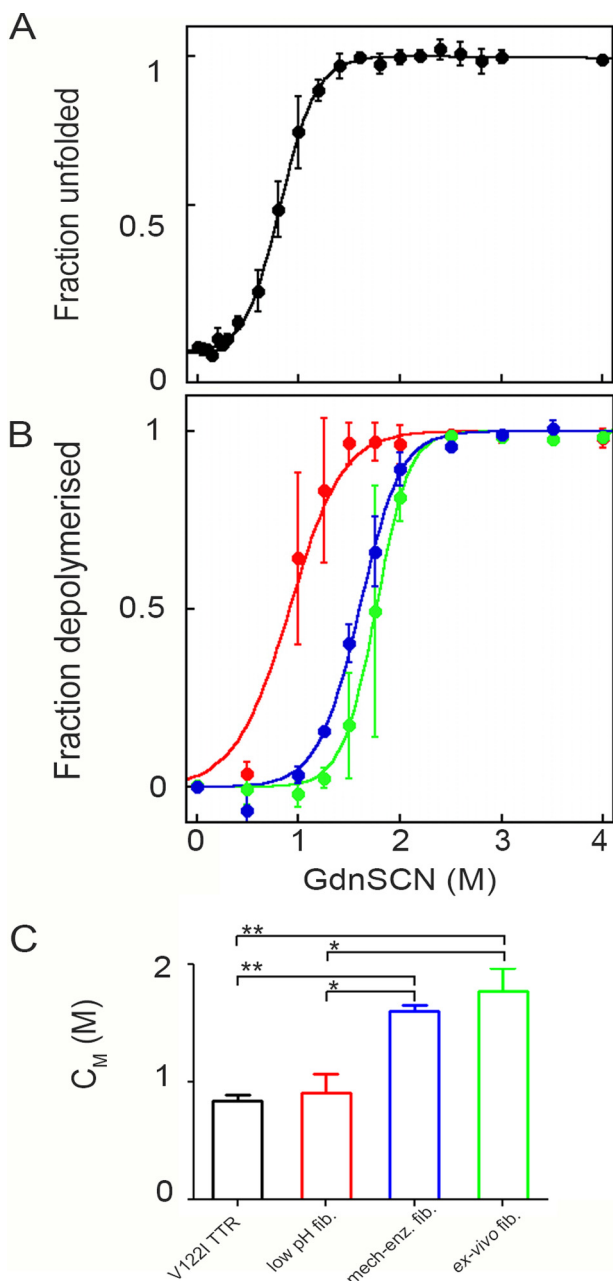 A
Fraction unfolded
1
0.5
0
B
Fraction depolymerised
1
0.5
0
0 1 2 3 4
GdnSCN (M)
C
C_M (M)
2
1
0
**
*
**
*
V122I TTR
low pH fib.
mech-enz. fib.
ex-vivo fib.